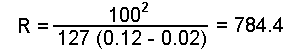 R = 100² / 127 (0.12 - 0.02) = 784.4